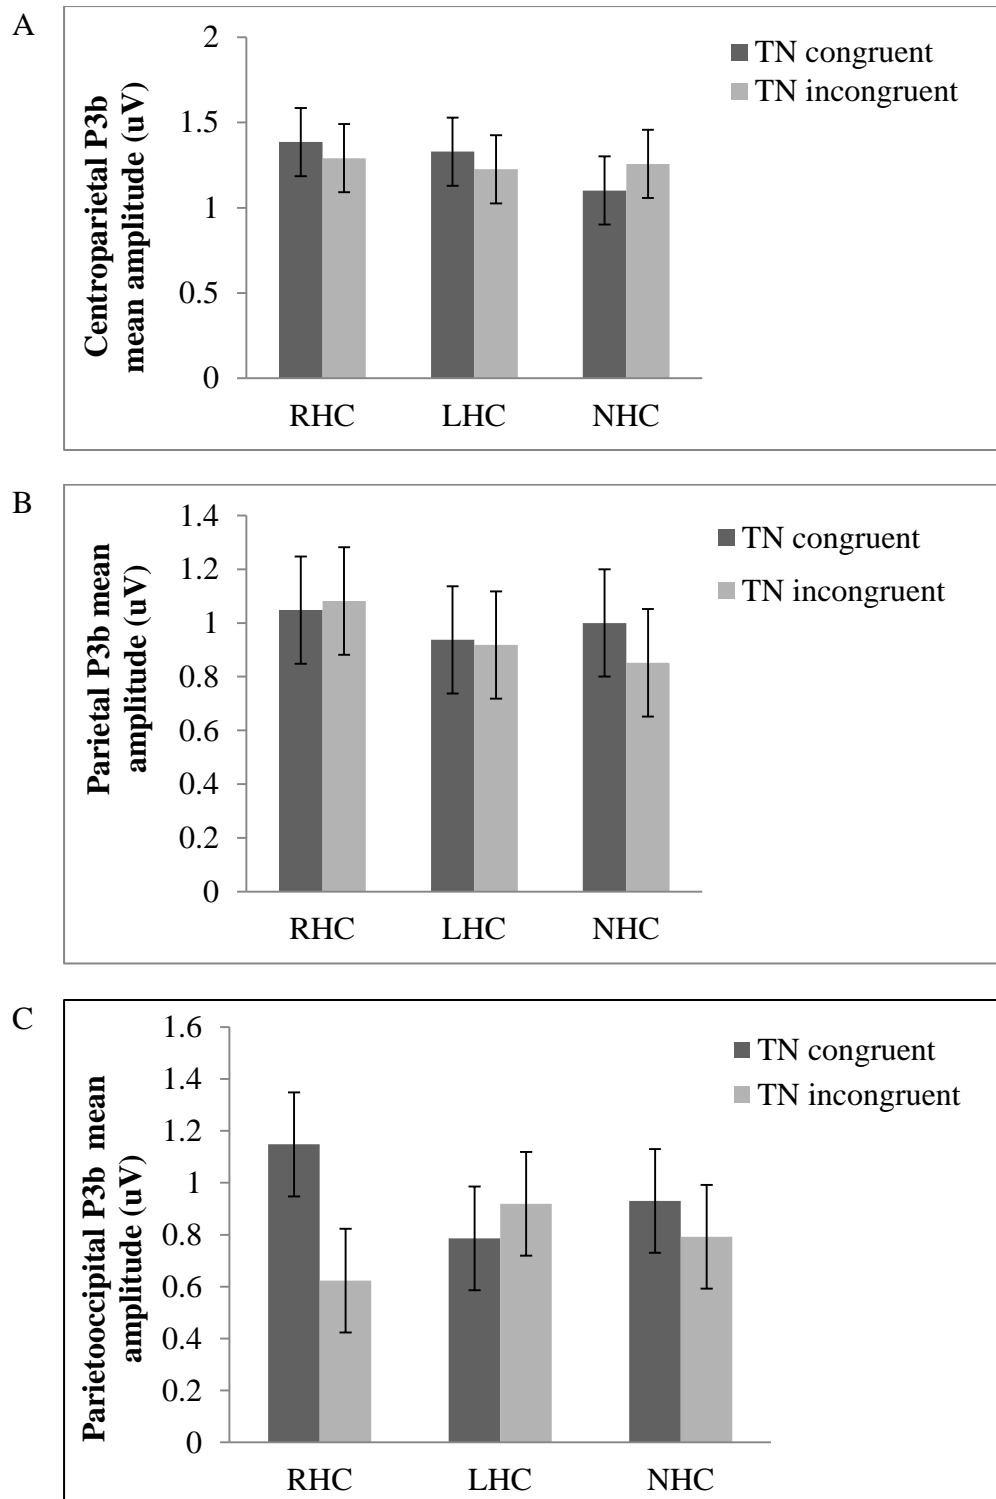 A
TN congruent
TN incongruent
Centroparietal P3b
mean amplitude (uV)
2
1.5
1
0.5
0
RHC LHC NHC
B
TN congruent
TN incongruent
Parietal P3b mean
amplitude (uV)
1.4
1.2
1
0.8
0.6
0.4
0.2
0
RHC LHC NHC
C
TN congruent
TN incongruent
Parietooccipital P3b mean
amplitude (uV)
1.6
1.4
1.2
1
0.8
0.6
0.4
0.2
0
RHC LHC NHC